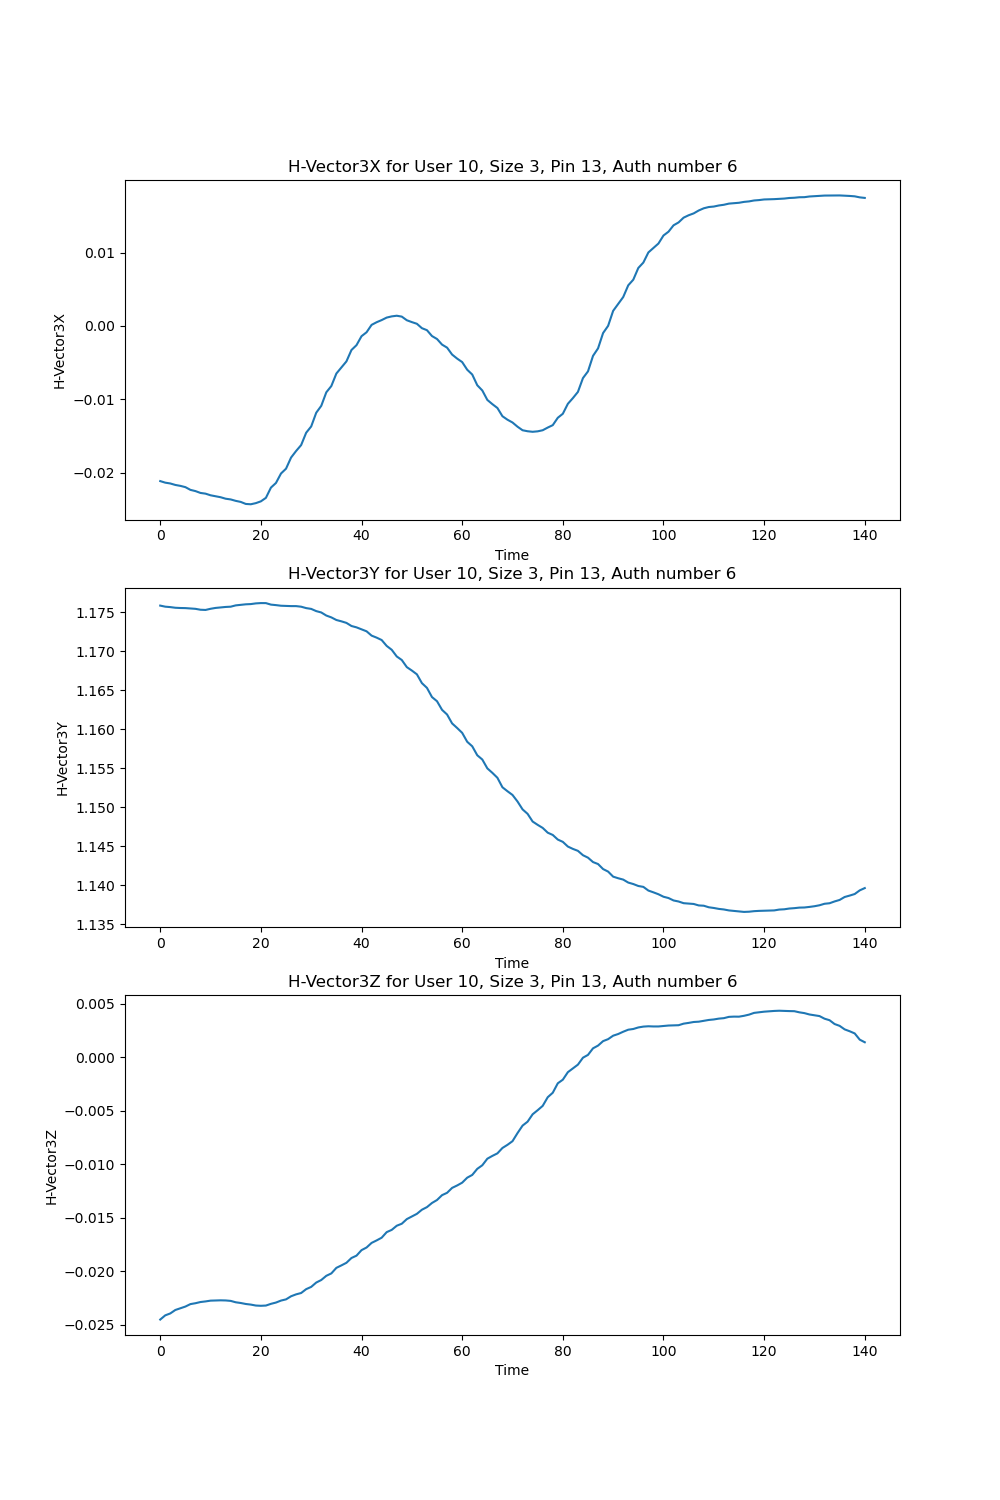 H-Vector3X for User 10, Size 3, Pin 13, Auth number 6
H-Vector3X
0.01
0.00
−0.01
−0.02
0 20 40 60 80 100 120 140
Time
H-Vector3Y for User 10, Size 3, Pin 13, Auth number 6
H-Vector3Y
1.175
1.170
1.165
1.160
1.155
1.150
1.145
1.140
1.135
0 20 40 60 80 100 120 140
Time
H-Vector3Z for User 10, Size 3, Pin 13, Auth number 6
H-Vector3Z
0.005
0.000
−0.005
−0.010
−0.015
−0.020
−0.025
0 20 40 60 80 100 120 140
Time